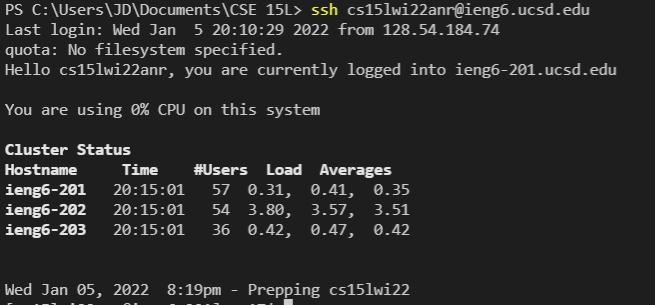 PS C:\Users\JD\Documents\CSE 15L> ssh cs15lwi22anr@ieng6.ucsd.edu
Last login: Wed Jan  5 20:10:29 2022 from 128.54.184.74
quota: No filesystem specified.
Hello cs15lwi22anr, you are currently logged into ieng6-201.ucsd.edu
You are using 0% CPU on this system
Cluster Status
Hostname     Time    #Users  Load  Averages
ieng6-201   20:15:01   57  0.31,  0.41,  0.35
ieng6-202   20:15:01   54  3.80,  3.57,  3.51
ieng6-203   20:15:01   36  0.42,  0.47,  0.42
Wed Jan 05, 2022  8:19pm - Prepping cs15lwi22